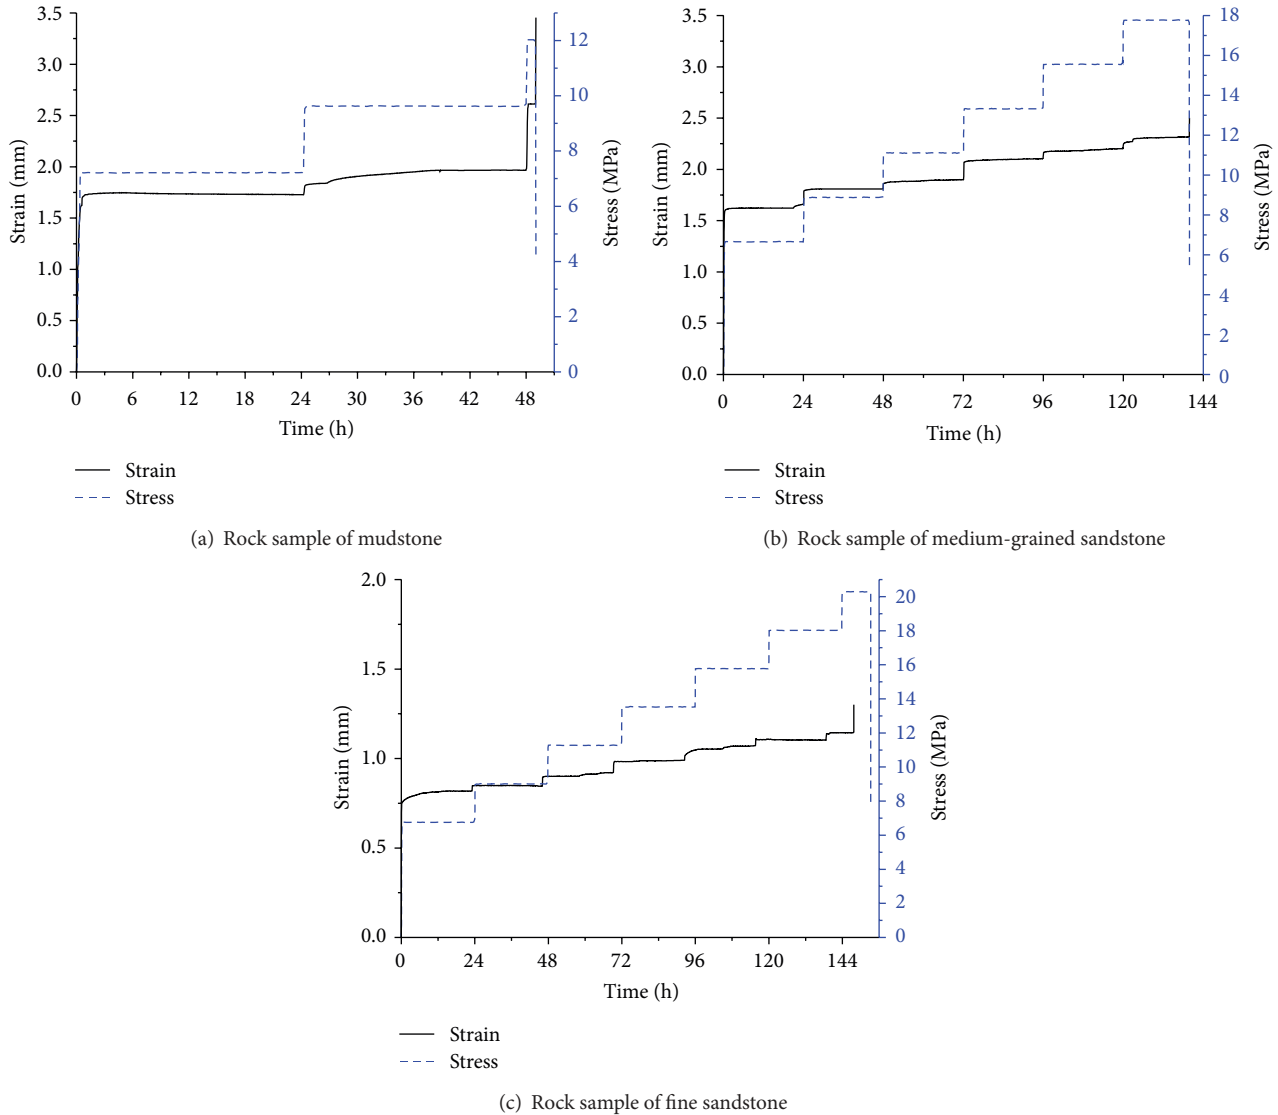 3.5
3.0
2.5
2.0
1.5
1.0
0.5
0.0
Strain (mm)
12
10
8
6
4
2
0
Stress (MPa)
0 6 12 18 24 30 36 42 48
Time (h)
Strain
Stress
(a) Rock sample of mudstone
3.5
3.0
2.5
2.0
1.5
1.0
0.5
0.0
Strain (mm)
18
16
14
12
10
8
6
4
2
0
Stress (MPa)
0 24 48 72 96 120 144
Time (h)
Strain
Stress
(b) Rock sample of medium-grained sandstone
2.0
1.5
1.0
0.5
0.0
Strain (mm)
20
18
16
14
12
10
8
6
4
2
0
Stress (MPa)
0 24 48 72 96 120 144
Time (h)
Strain
Stress
(c) Rock sample of fine sandstone